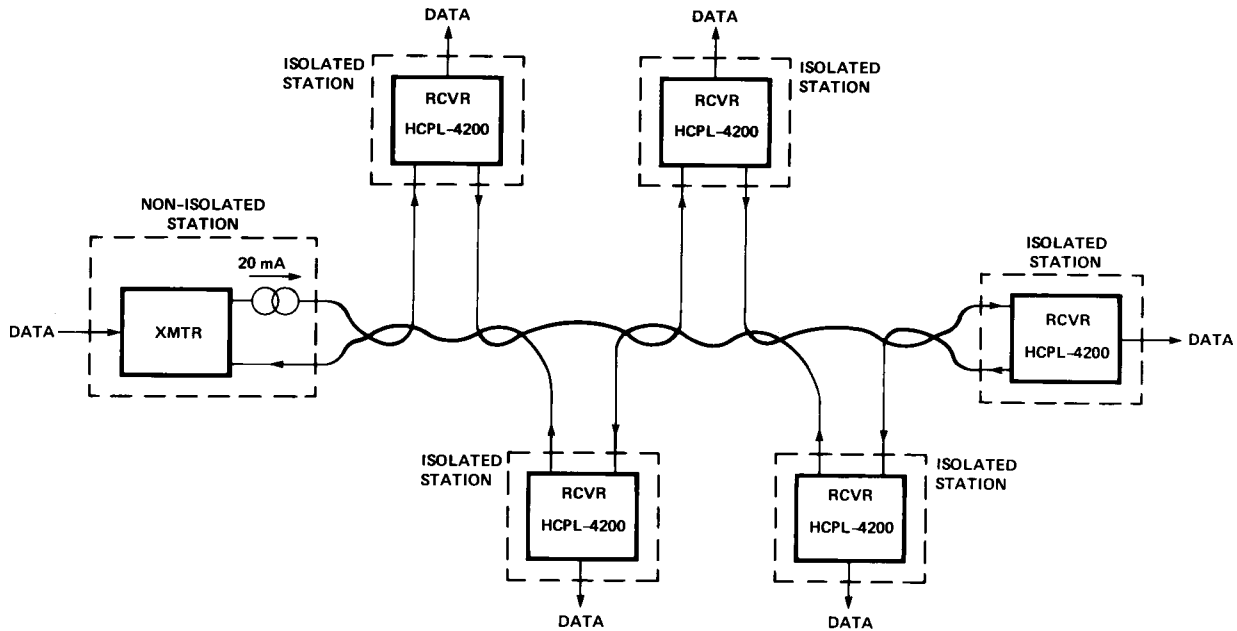 DATA
ISOLATED
STATION
RCVR
HCPL-4200
DATA
ISOLATED
STATION
RCVR
HCPL-4200
NON-ISOLATED
STATION
20 mA
DATA
XMTR
ISOLATED
STATION
RCVR
HCPL-4200
DATA
ISOLATED
STATION
RCVR
HCPL-4200
DATA
ISOLATED
STATION
RCVR
HCPL-4200
DATA